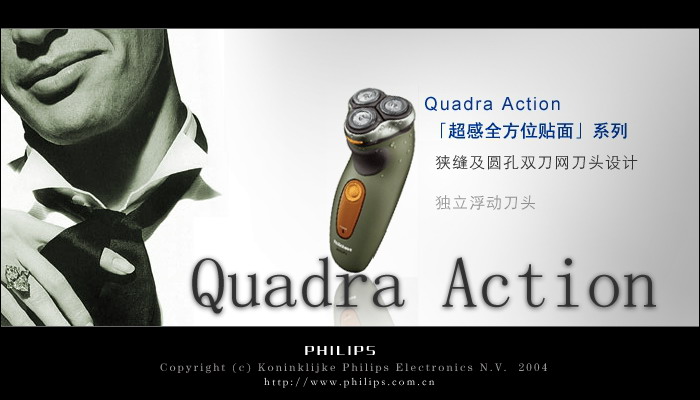 Quadra Action
「超感全方位贴面」系列
狭缝及圆孔双刀网刀头设计
独立浮动刀头
Quadra Action
PHILIPS
Copyright (c) Koninklijke Philips Electronics N.V. 2004
http://www.philips.com.cn